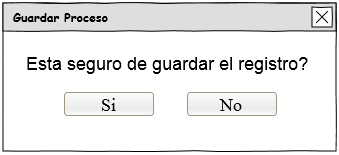 Guardar Proceso
Esta seguro de guardar el registro?
Si
No